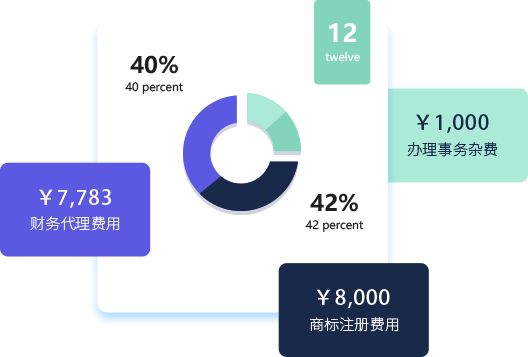 12
twelve
40%
40 percent
￥1,000
办理事务杂费
￥7,783
财务代理费用
42%
42 percent
￥8,000
商标注册费用